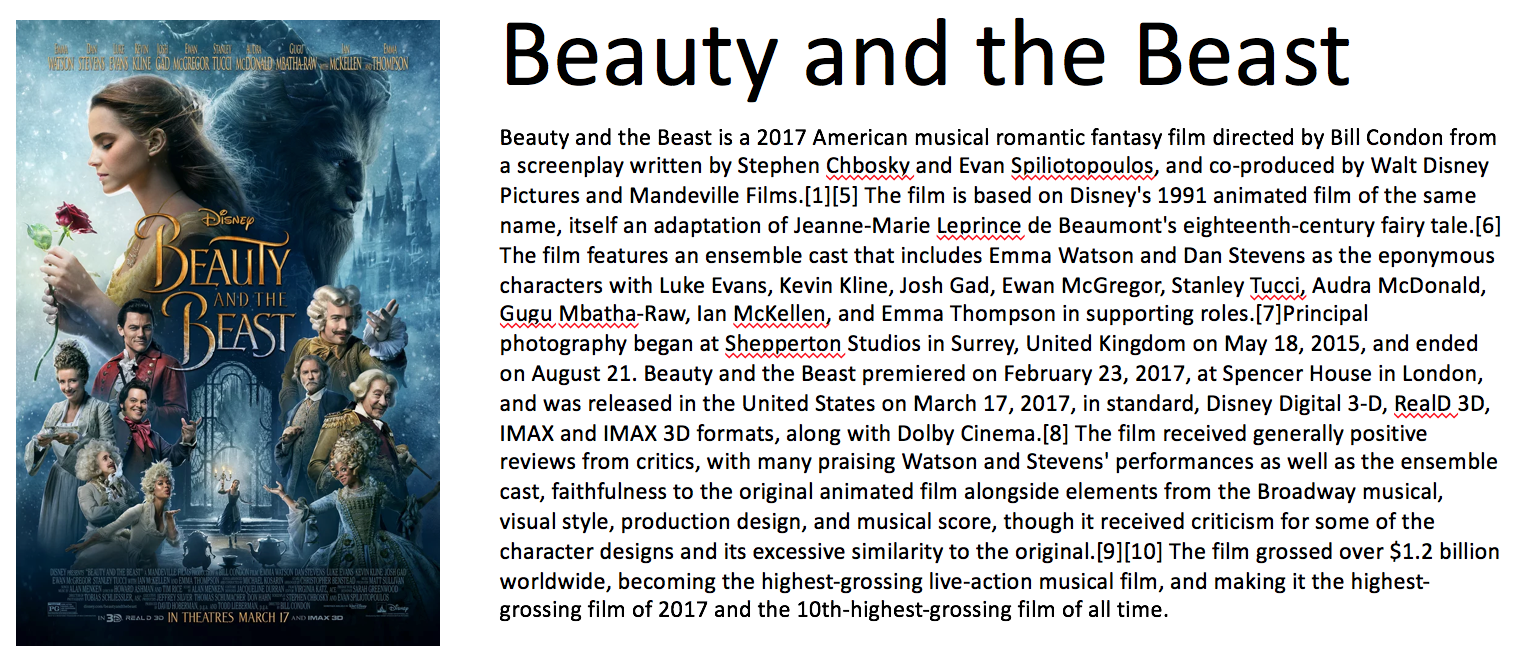 EMMA WATSON DAN STEVENS LUKE EVANS KEVIN KLINE JOSH GAD EWAN McGREGOR STANLEY TUCCI AUDRA McDONALD GUGU MBATHA-RAW WITH IAN McKELLEN AND EMMA THOMPSON
Disney
BEAUTY
AND THE
BEAST
IN 3D REAL D 3D IN THEATRES MARCH 17 AND IMAX 3D
Beauty and the Beast
Beauty and the Beast is a 2017 American musical romantic fantasy film directed by Bill Condon from
a screenplay written by Stephen Chbosky and Evan Spiliotopoulos, and co-produced by Walt Disney
Pictures and Mandeville Films.[1][5] The film is based on Disney's 1991 animated film of the same
name, itself an adaptation of Jeanne-Marie Leprince de Beaumont's eighteenth-century fairy tale.[6]
The film features an ensemble cast that includes Emma Watson and Dan Stevens as the eponymous
characters with Luke Evans, Kevin Kline, Josh Gad, Ewan McGregor, Stanley Tucci, Audra McDonald,
Gugu Mbatha-Raw, Ian McKellen, and Emma Thompson in supporting roles.[7]Principal
photography began at Shepperton Studios in Surrey, United Kingdom on May 18, 2015, and ended
on August 21. Beauty and the Beast premiered on February 23, 2017, at Spencer House in London,
and was released in the United States on March 17, 2017, in standard, Disney Digital 3-D, RealD 3D,
IMAX and IMAX 3D formats, along with Dolby Cinema.[8] The film received generally positive
reviews from critics, with many praising Watson and Stevens' performances as well as the ensemble
cast, faithfulness to the original animated film alongside elements from the Broadway musical,
visual style, production design, and musical score, though it received criticism for some of the
character designs and its excessive similarity to the original.[9][10] The film grossed over $1.2 billion
worldwide, becoming the highest-grossing live-action musical film, and making it the highest-
grossing film of 2017 and the 10th-highest-grossing film of all time.